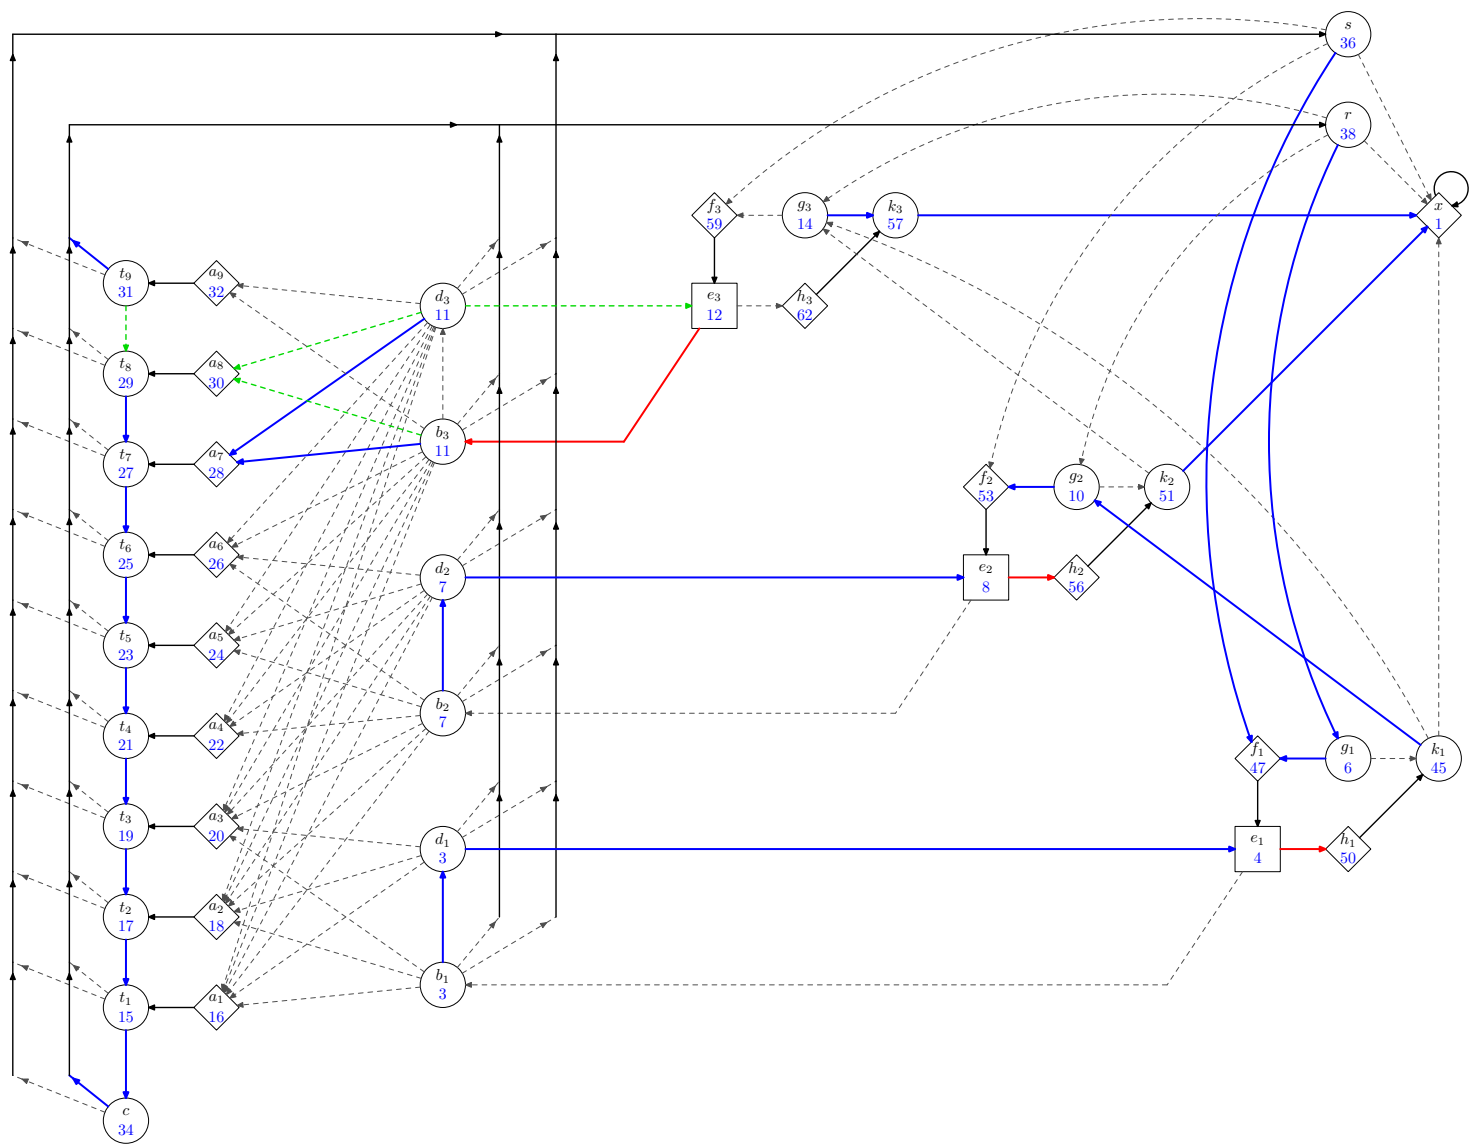 s
36
r
38
f₃
59
g₃
14
k₃
57
x
1
t₉
31
a₉
32
d₃
11
e₃
12
h₃
62
t₈
29
a₈
30
b₃
11
t₇
27
a₇
28
f₂
53
g₂
10
k₂
51
t₆
25
a₆
26
d₂
7
e₂
8
h₂
56
t₅
23
a₅
24
b₂
7
t₄
21
a₄
22
f₁
47
g₁
6
k₁
45
t₃
19
a₃
20
d₁
3
e₁
4
h₁
50
t₂
17
a₂
18
b₁
3
t₁
15
a₁
16
c
34